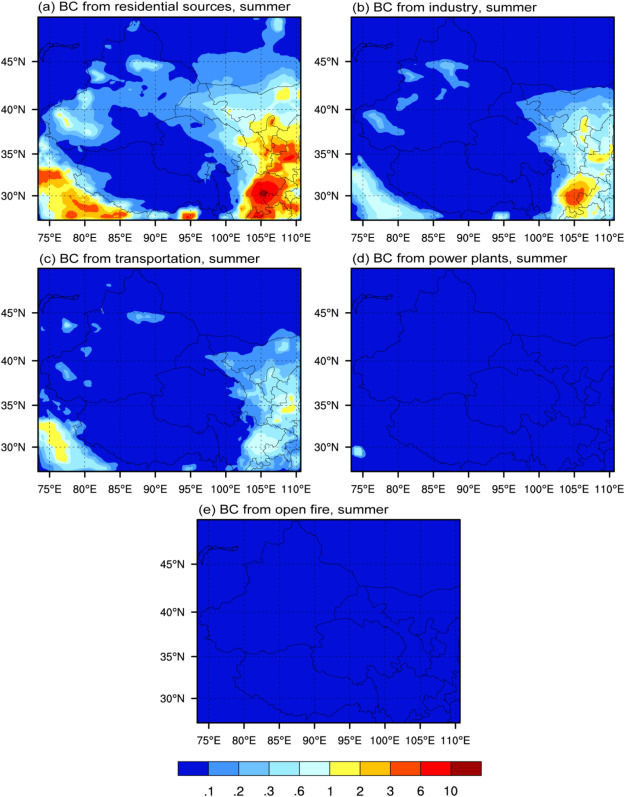 (a) BC from residential sources, summer
(b) BC from industry, summer
45°N
40°N
35°N
30°N
75°E 80°E 85°E 90°E 95°E 100°E 105°E 110°E
45°N
40°N
35°N
30°N
75°E 80°E 85°E 90°E 95°E 100°E 105°E 110°E
(c) BC from transportation, summer
(d) BC from power plants, summer
45°N
40°N
35°N
30°N
75°E 80°E 85°E 90°E 95°E 100°E 105°E 110°E
45°N
40°N
35°N
30°N
75°E 80°E 85°E 90°E 95°E 100°E 105°E 110°E
(e) BC from open fire, summer
45°N
40°N
35°N
30°N
75°E 80°E 85°E 90°E 95°E 100°E 105°E 110°E
.1 .2 .3 .6 1 2 3 6 10